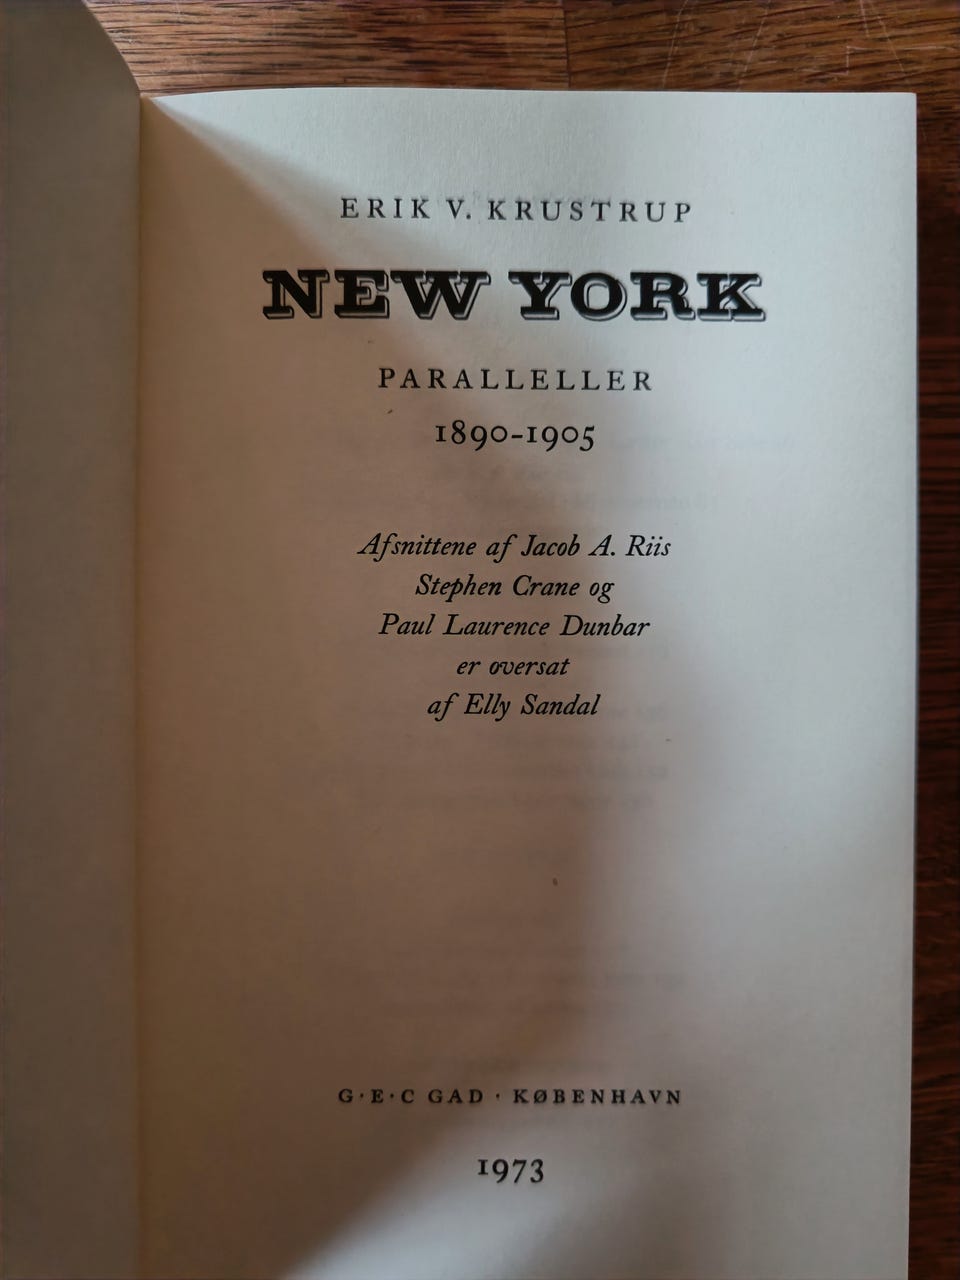 ERIK V. KRUSTRUP
NEW YORK
PARALLELLER
1890-1905
Afsnittene af Jacob A. Riis
Stephen Crane og
Paul Laurence Dunbar
er oversat
af Elly Sandal
G·E·C GAD · KØBENHAVN
1973